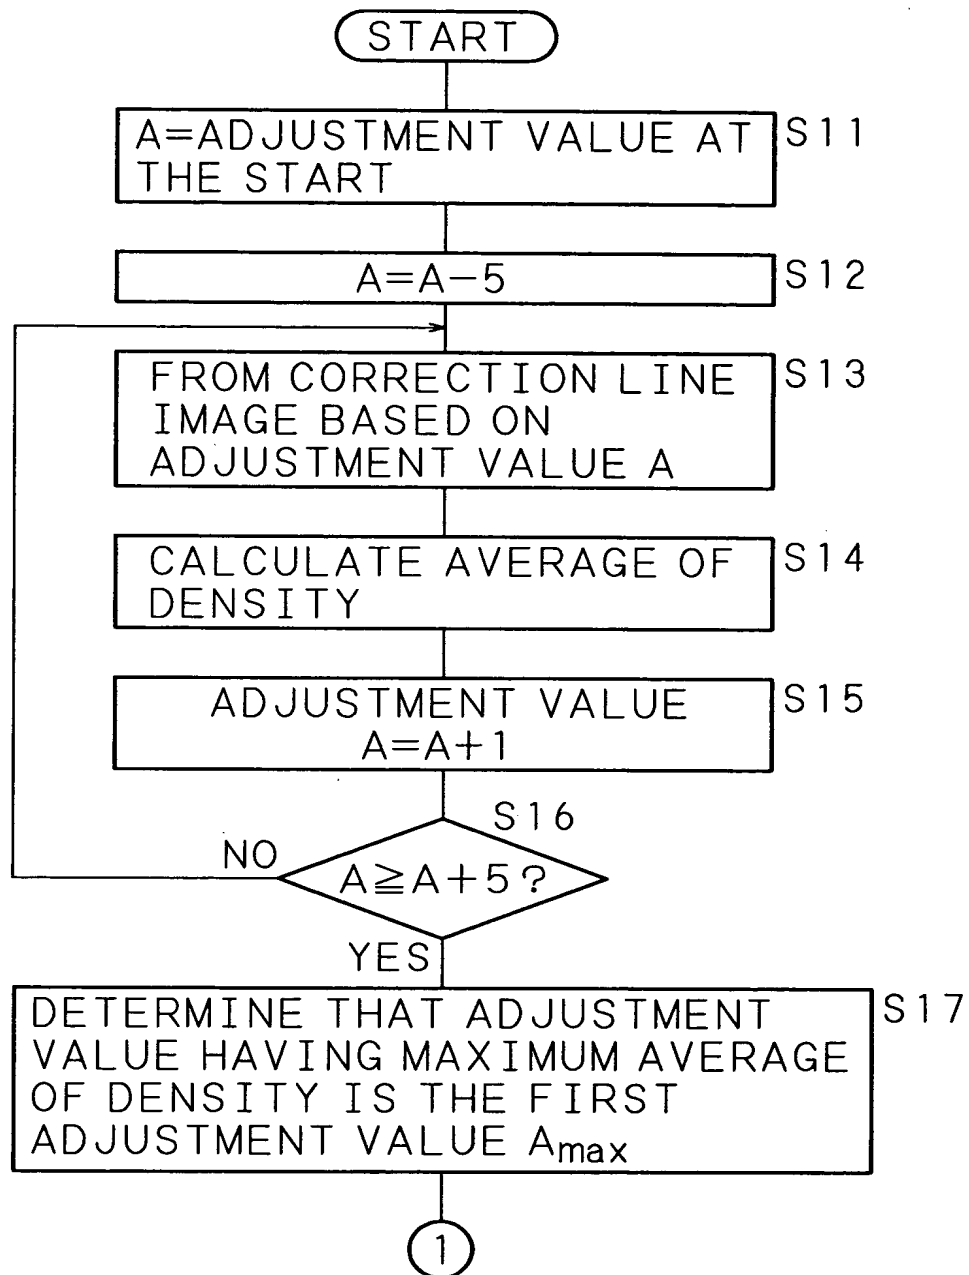 START
A=ADJUSTMENT VALUE AT
THE START
S11
A=A−5
S12
FROM CORRECTION LINE
IMAGE BASED ON
ADJUSTMENT VALUE A
S13
CALCULATE AVERAGE OF
DENSITY
S14
ADJUSTMENT VALUE
A=A+1
S15
S16
NO
A≧A+5?
YES
DETERMINE THAT ADJUSTMENT
VALUE HAVING MAXIMUM AVERAGE
OF DENSITY IS THE FIRST
ADJUSTMENT VALUE Amax
S17
1